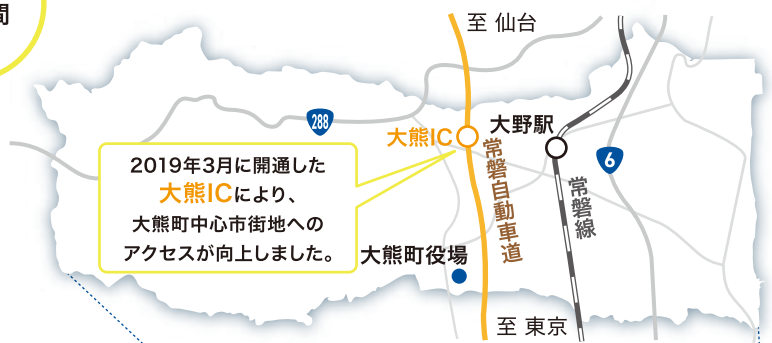 間
至 仙台
288
大熊IC
大野駅
6
2019年3月に開通した
大熊ICにより、
大熊町中心市街地への
アクセスが向上しました。
常磐自動車道
常磐線
大熊町役場
至 東京